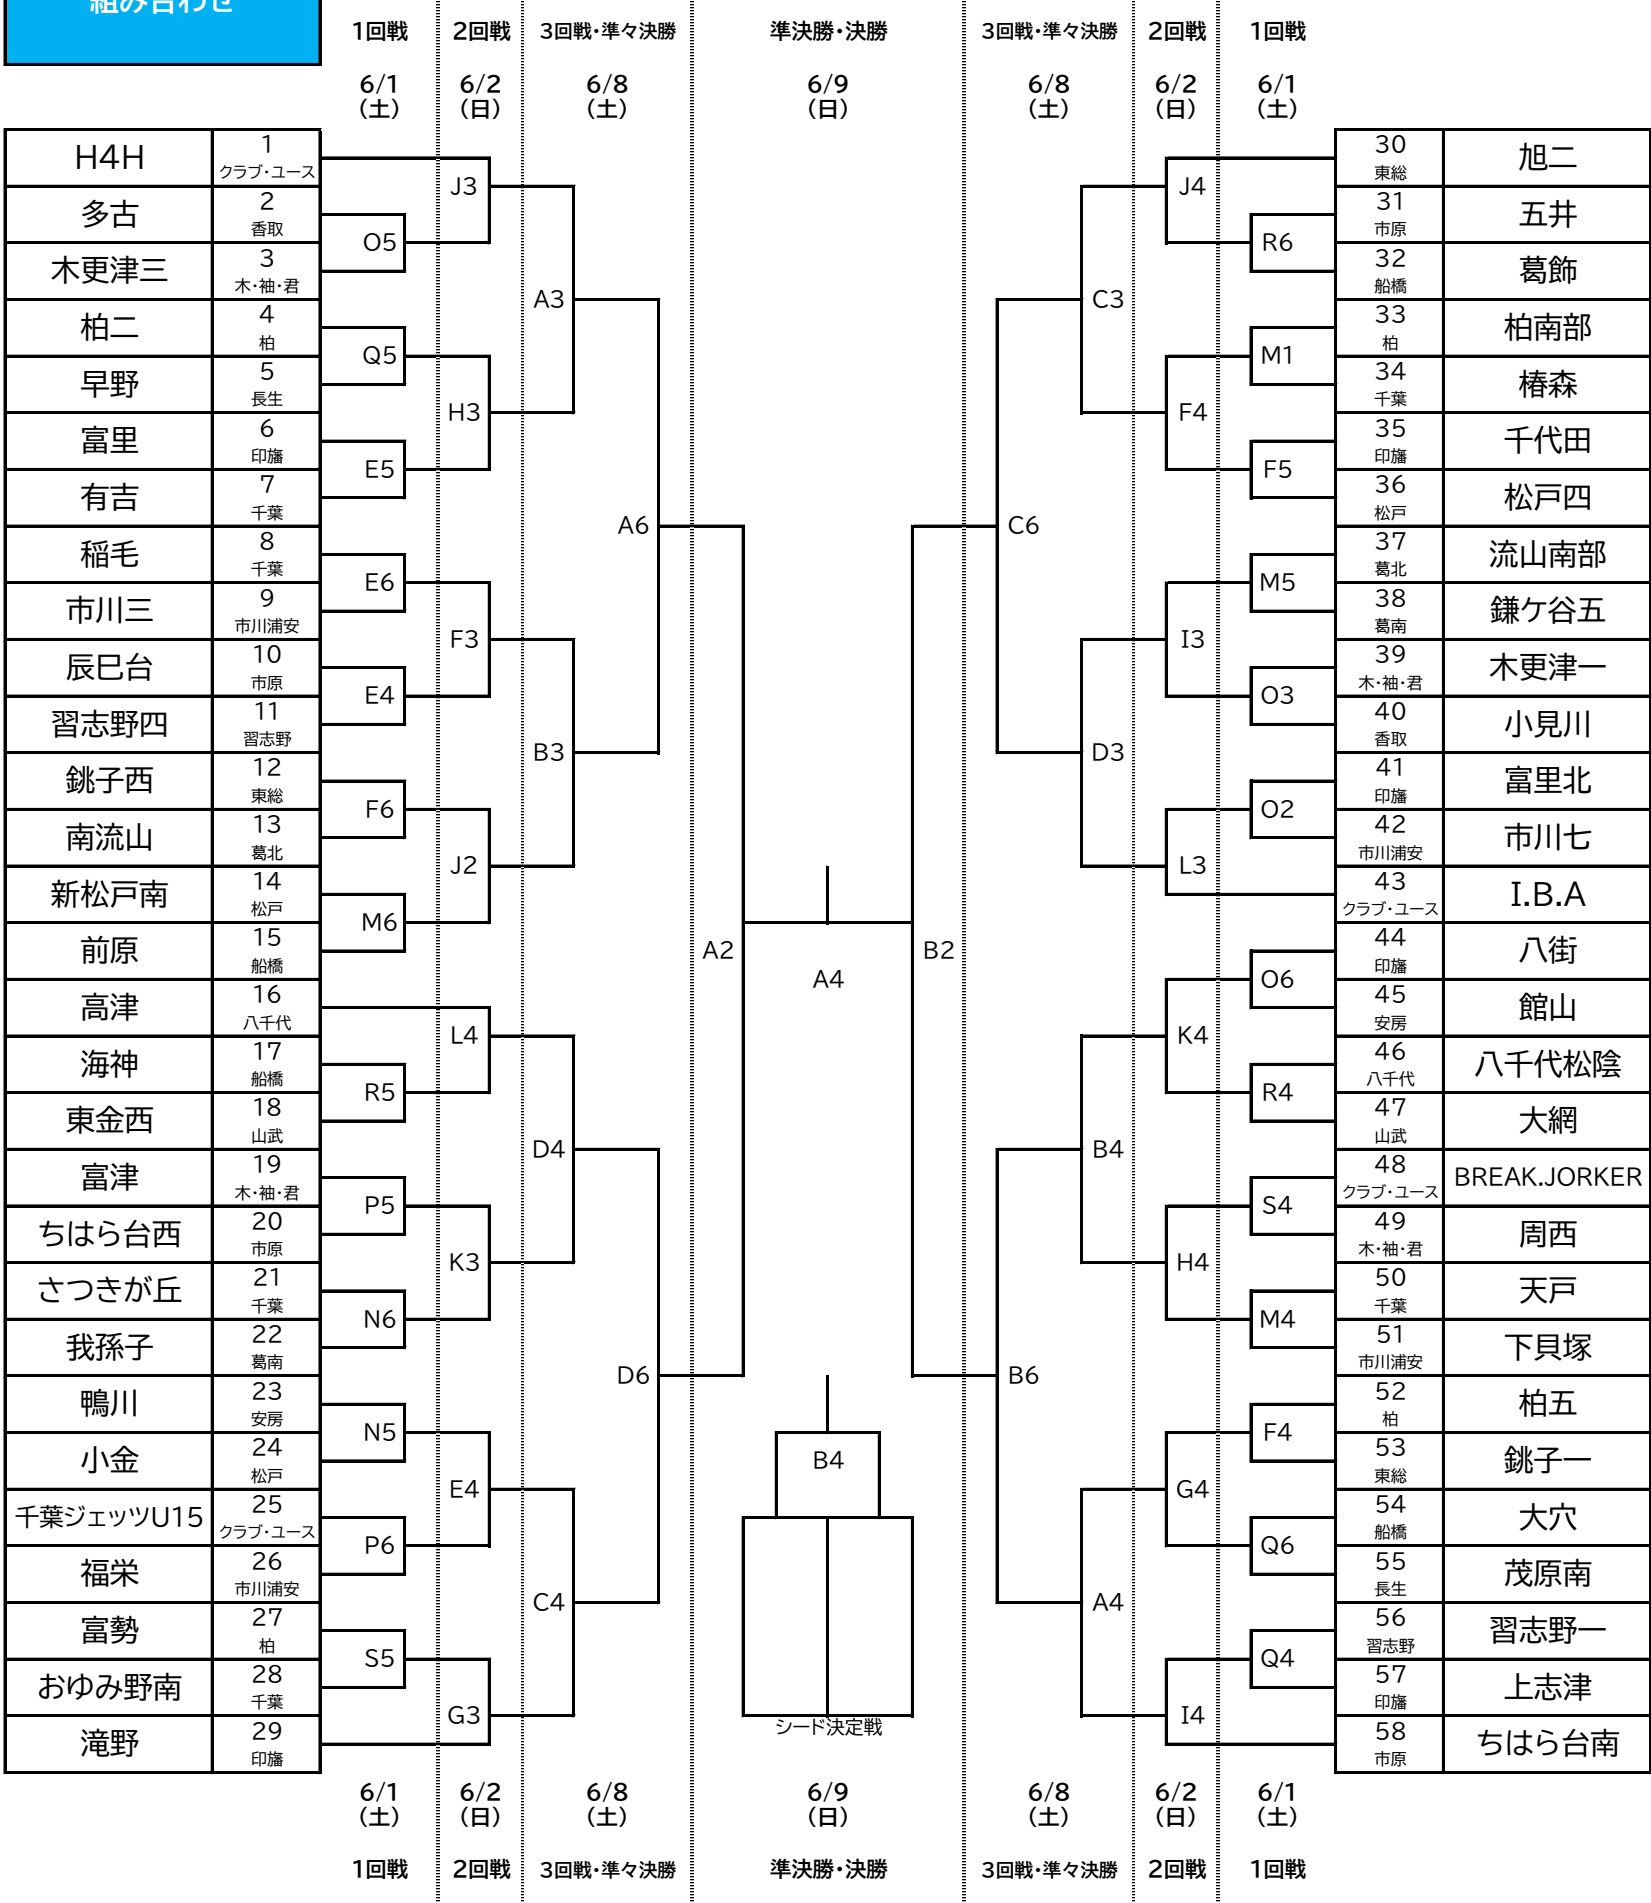 組み合わせ
1回戦 2回戦 3回戦・準々決勝 準決勝・決勝 3回戦・準々決勝 2回戦 1回戦
6/1 6/2 6/8 6/9 6/8 6/2 6/1
(土) (日) (土) (日) (土) (日) (土)
H4H 1 クラブ・ユース
多古 2 香取
木更津三 3 木・袖・君
柏二 4 柏
早野 5 長生
富里 6 印旛
有吉 7 千葉
稲毛 8 千葉
市川三 9 市川浦安
辰巳台 10 市原
習志野四 11 習志野
銚子西 12 東総
南流山 13 葛北
新松戸南 14 松戸
前原 15 船橋
高津 16 八千代
海神 17 船橋
東金西 18 山武
富津 19 木・袖・君
ちはら台西 20 市原
さつきが丘 21 千葉
我孫子 22 葛南
鴨川 23 安房
小金 24 松戸
千葉ジェッツU15 25 クラブ・ユース
福栄 26 市川浦安
富勢 27 柏
おゆみ野南 28 千葉
滝野 29 印旛
O5
Q5
E5
E6
E4
F6
M6
R5
P5
N6
N5
P6
S5
J3
H3
F3
J2
L4
K3
E4
G3
A3
B3
D4
C4
A6
D6
A2
A4
B4
シード決定戦
B2
C6
B6
C3
D3
B4
A4
J4
F4
I3
L3
K4
H4
G4
I4
R6
M1
F5
M5
O3
O2
O6
R4
S4
M4
F4
Q6
Q4
30 東総 旭二
31 市原 五井
32 船橋 葛飾
33 柏 柏南部
34 千葉 椿森
35 印旛 千代田
36 松戸 松戸四
37 葛北 流山南部
38 葛南 鎌ケ谷五
39 木・袖・君 木更津一
40 香取 小見川
41 印旛 富里北
42 市川浦安 市川七
43 クラブ・ユース I.B.A
44 印旛 八街
45 安房 館山
46 八千代 八千代松陰
47 山武 大網
48 クラブ・ユース BREAK.JORKER
49 木・袖・君 周西
50 千葉 天戸
51 市川浦安 下貝塚
52 柏 柏五
53 東総 銚子一
54 船橋 大穴
55 長生 茂原南
56 習志野 習志野一
57 印旛 上志津
58 市原 ちはら台南
6/1 6/2 6/8 6/9 6/8 6/2 6/1
(土) (日) (土) (日) (土) (日) (土)
1回戦 2回戦 3回戦・準々決勝 準決勝・決勝 3回戦・準々決勝 2回戦 1回戦